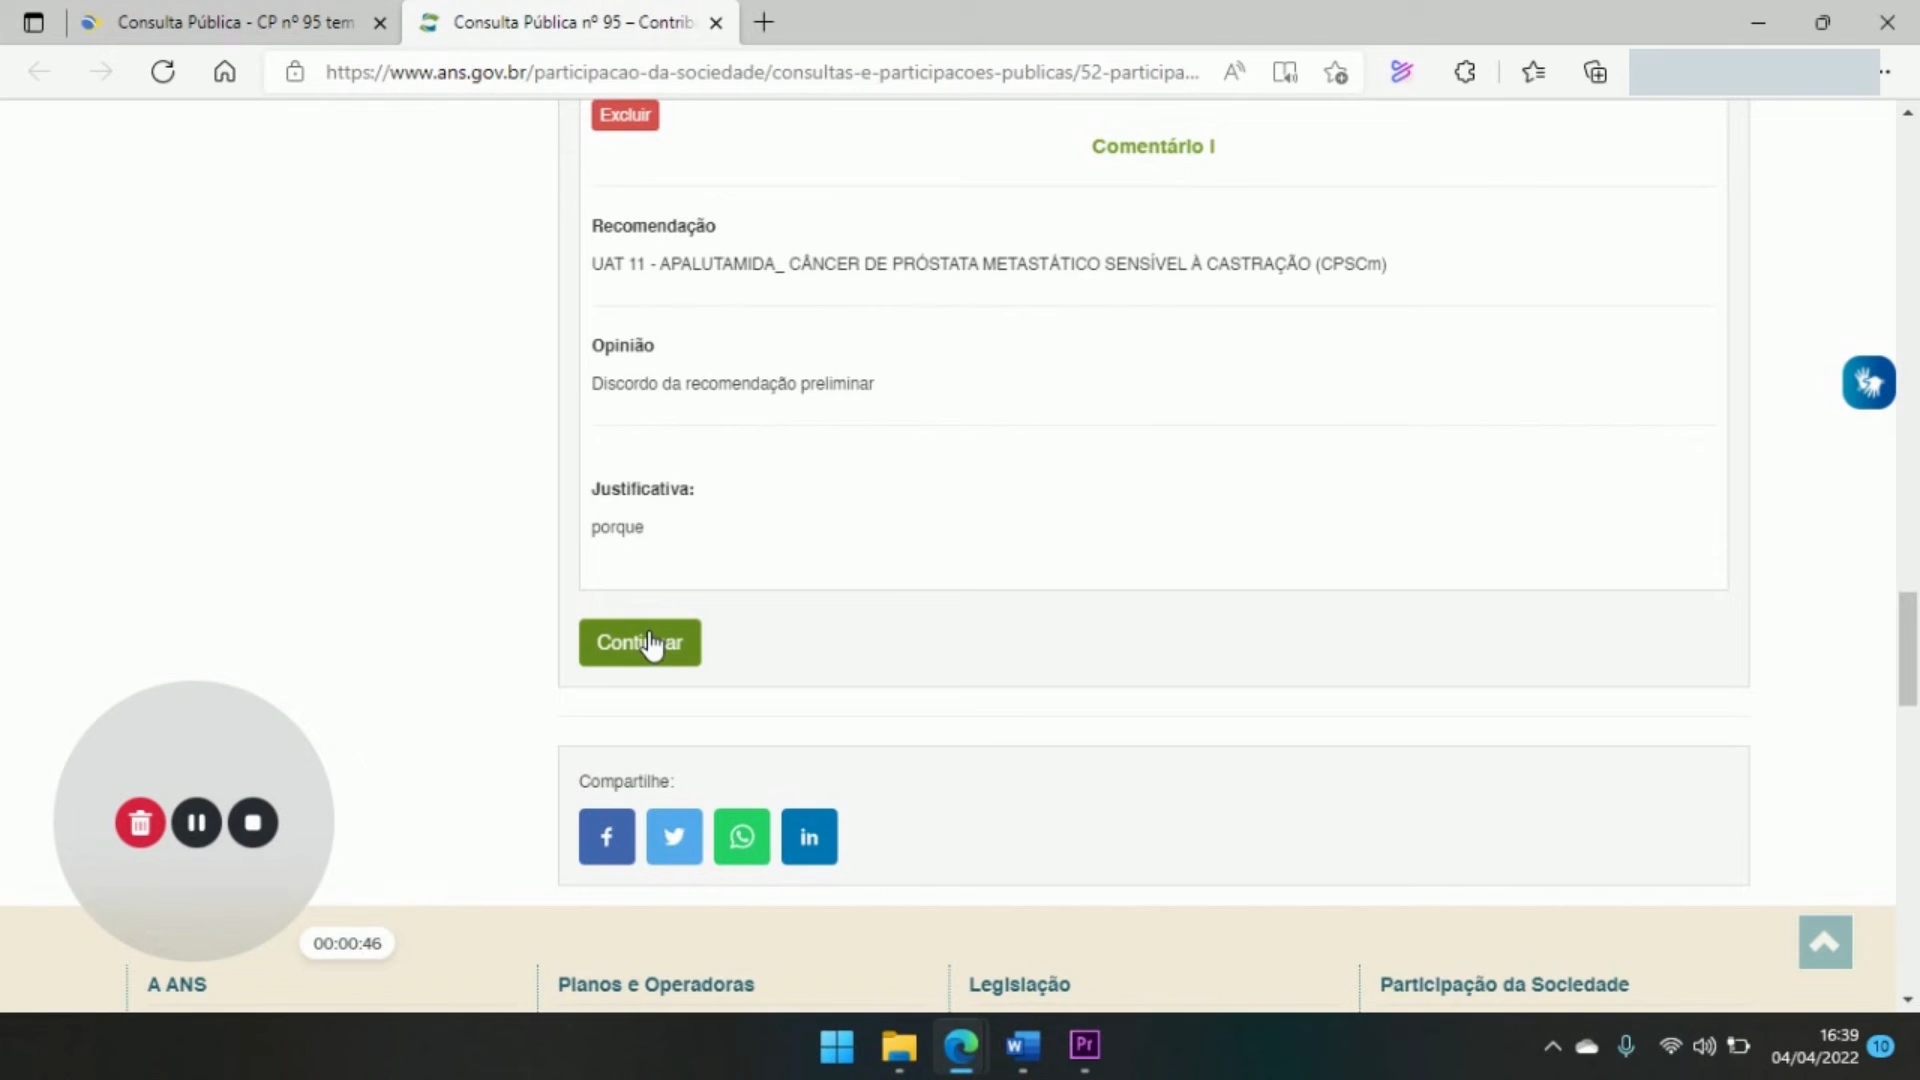 Consulta Pública - CP nº 95 tem
Consulta Pública nº 95 – Contrib
https://www.ans.gov.br/participacao-da-sociedade/consultas-e-participacoes-publicas/52-participa...
Excluir
Comentário I
Recomendação
UAT 11 - APALUTAMIDA_ CÂNCER DE PRÓSTATA METASTÁTICO SENSÍVEL À CASTRAÇÃO (CPSCm)
Opinião
Discordo da recomendação preliminar
Justificativa:
porque
Compartilhe:
f
in
00:00:46
A ANS
Planos e Operadoras
Legislação
Participação da Sociedade
W
Pr
16:39
04/04/2022
10